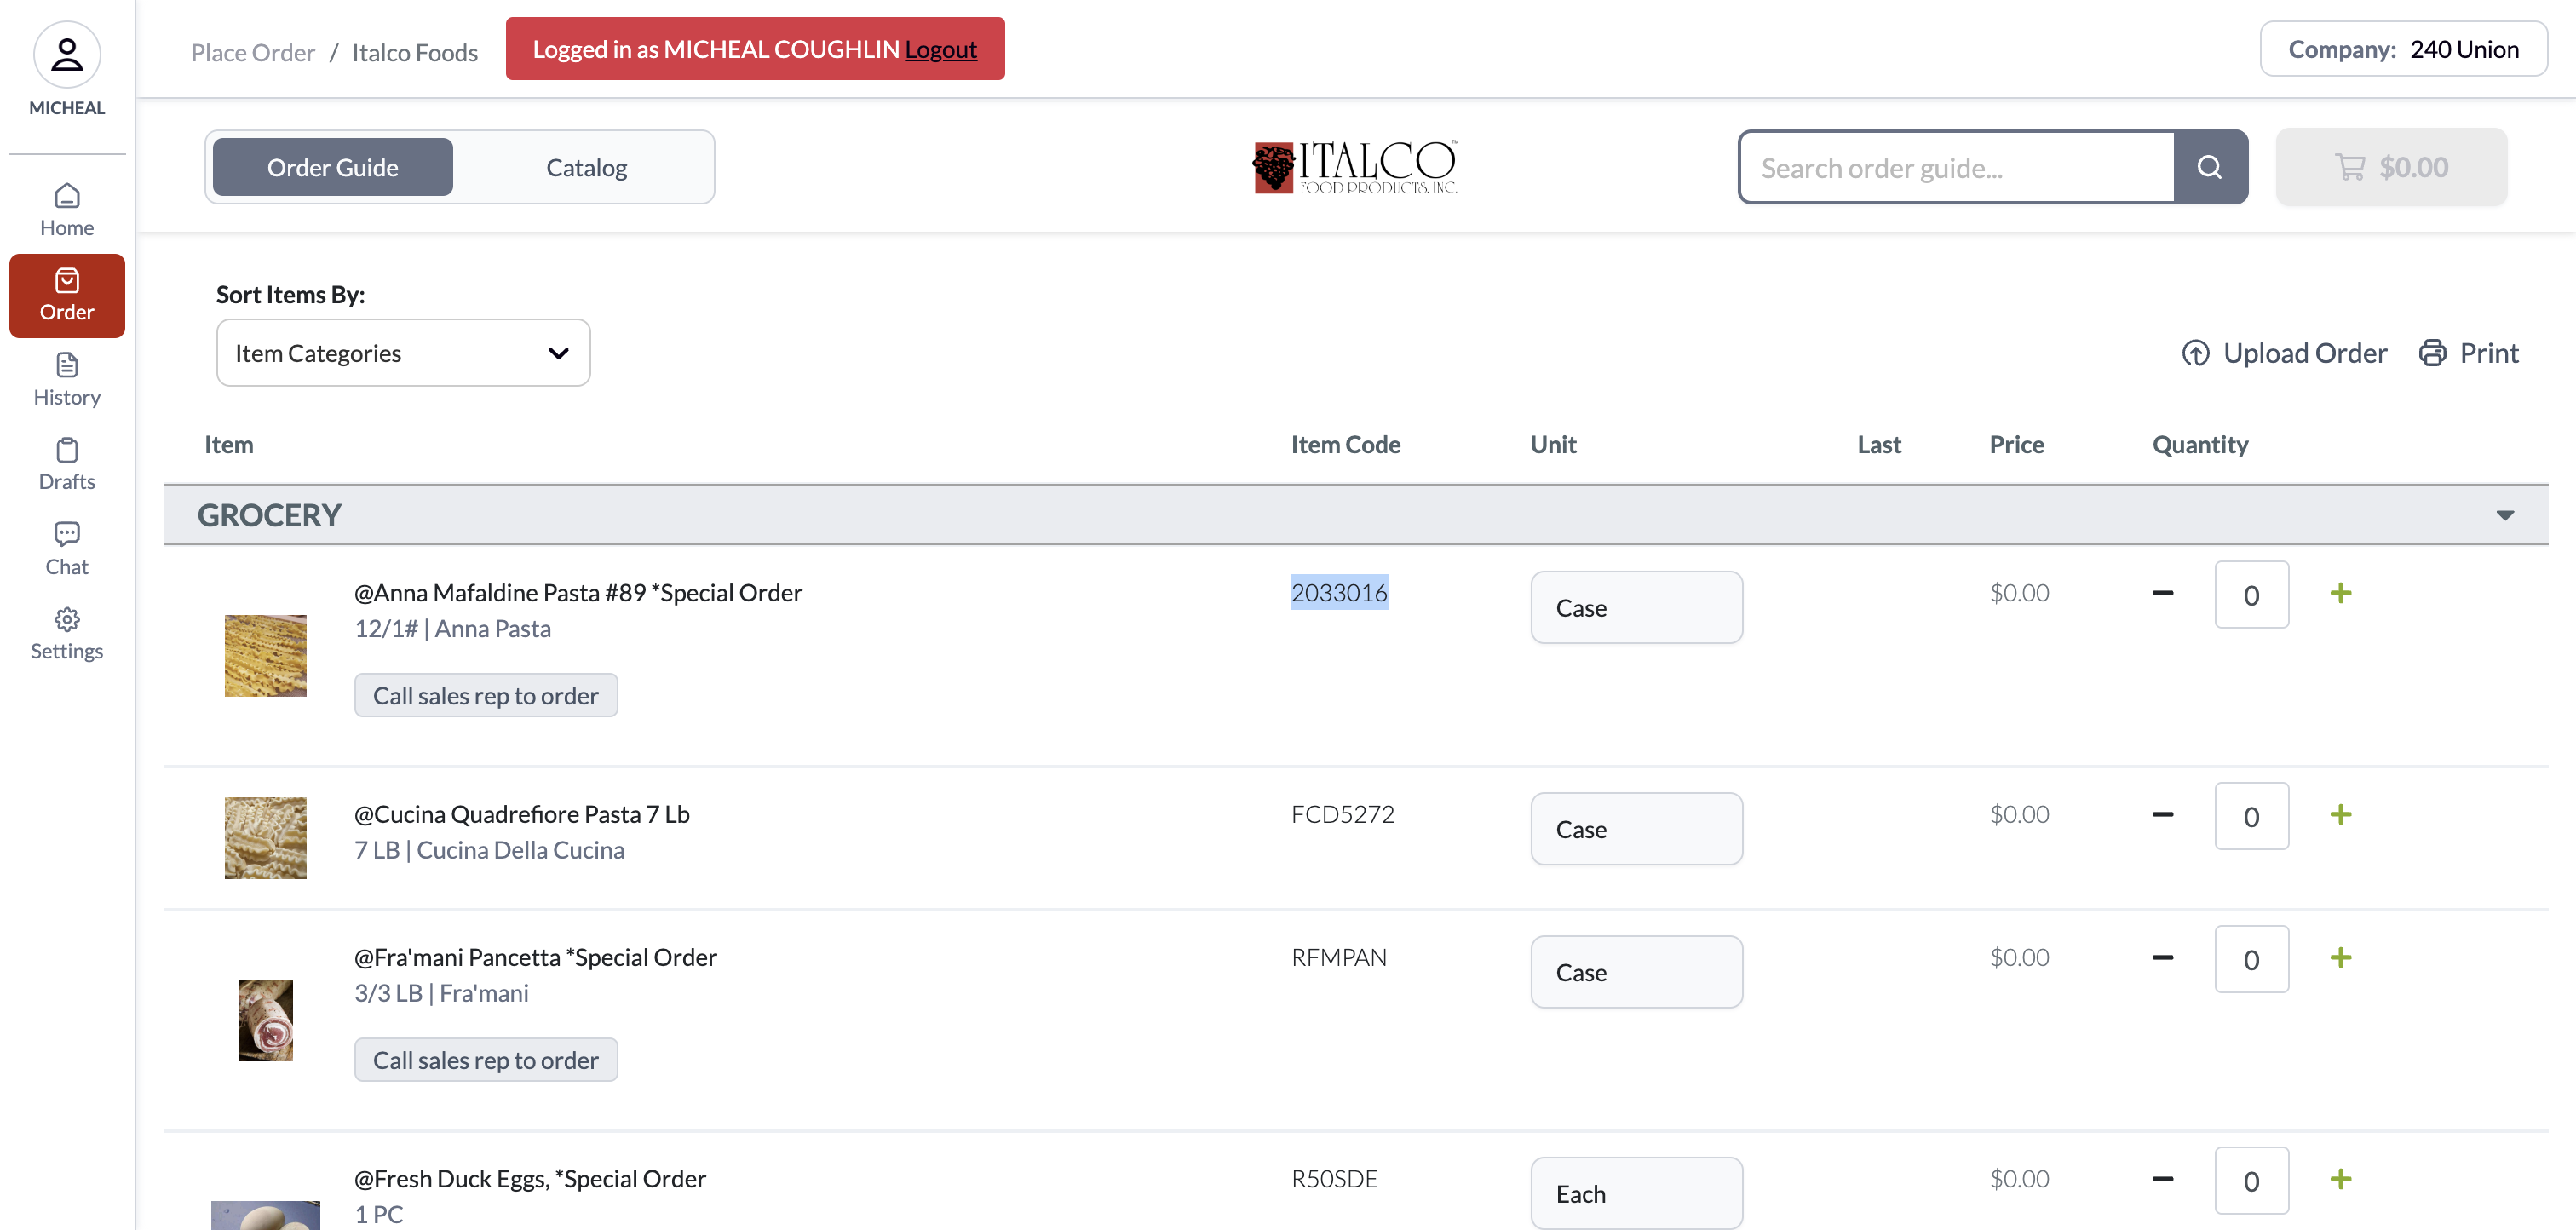 MICHEAL
Home
Order
History
Drafts
Chat
Settings
Place Order / Italco Foods
Logged in as MICHEAL COUGHLIN Logout
Company: 240 Union
Order Guide
Catalog
ITALCO™
FOOD PRODUCTS, INC.
Search order guide...
$0.00
Sort Items By:
Item Categories
Upload Order
Print
Item Item Code Unit Last Price Quantity
GROCERY
@Anna Mafaldine Pasta #89 *Special Order 2033016 Case $0.00 0
12/1# | Anna Pasta
Call sales rep to order
@Cucina Quadrefiore Pasta 7 Lb FCD5272 Case $0.00 0
7 LB | Cucina Della Cucina
@Fra'mani Pancetta *Special Order RFMPAN Case $0.00 0
3/3 LB | Fra'mani
Call sales rep to order
@Fresh Duck Eggs, *Special Order R50SDE Each $0.00 0
1 PC